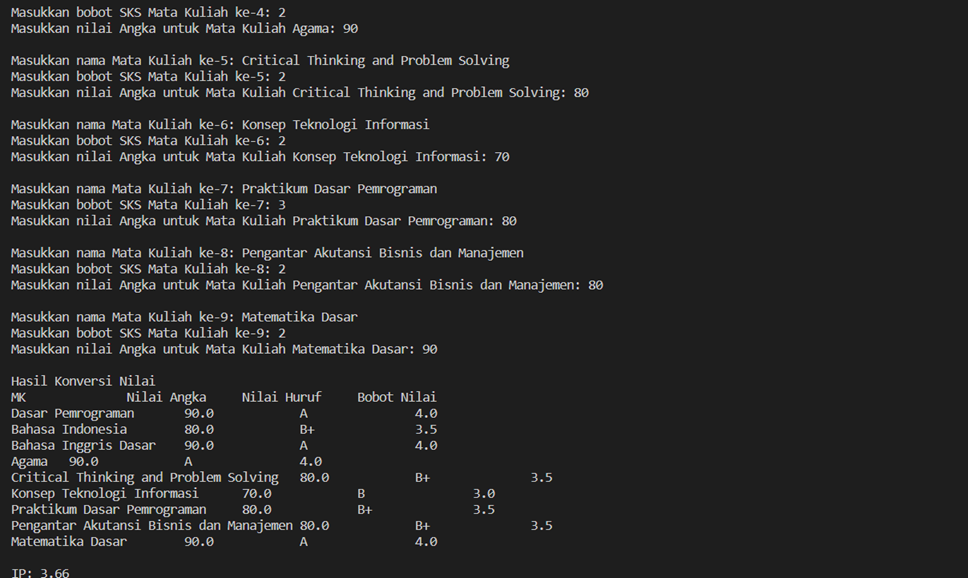 Masukkan bobot SKS Mata Kuliah ke-4: 2
Masukkan nilai Angka untuk Mata Kuliah Agama: 90
Masukkan nama Mata Kuliah ke-5: Critical Thinking and Problem Solving
Masukkan bobot SKS Mata Kuliah ke-5: 2
Masukkan nilai Angka untuk Mata Kuliah Critical Thinking and Problem Solving: 80
Masukkan nama Mata Kuliah ke-6: Konsep Teknologi Informasi
Masukkan bobot SKS Mata Kuliah ke-6: 2
Masukkan nilai Angka untuk Mata Kuliah Konsep Teknologi Informasi: 70
Masukkan nama Mata Kuliah ke-7: Praktikum Dasar Pemrograman
Masukkan bobot SKS Mata Kuliah ke-7: 3
Masukkan nilai Angka untuk Mata Kuliah Praktikum Dasar Pemrograman: 80
Masukkan nama Mata Kuliah ke-8: Pengantar Akutansi Bisnis dan Manajemen
Masukkan bobot SKS Mata Kuliah ke-8: 2
Masukkan nilai Angka untuk Mata Kuliah Pengantar Akutansi Bisnis dan Manajemen: 80
Masukkan nama Mata Kuliah ke-9: Matematika Dasar
Masukkan bobot SKS Mata Kuliah ke-9: 2
Masukkan nilai Angka untuk Mata Kuliah Matematika Dasar: 90
Hasil Konversi Nilai
MK Nilai Angka Nilai Huruf Bobot Nilai
Dasar Pemrograman 90.0 A 4.0
Bahasa Indonesia 80.0 B+ 3.5
Bahasa Inggris Dasar 90.0 A 4.0
Agama 90.0 A 4.0
Critical Thinking and Problem Solving 80.0 B+ 3.5
Konsep Teknologi Informasi 70.0 B 3.0
Praktikum Dasar Pemrograman 80.0 B+ 3.5
Pengantar Akutansi Bisnis dan Manajemen 80.0 B+ 3.5
Matematika Dasar 90.0 A 4.0
IP: 3.66